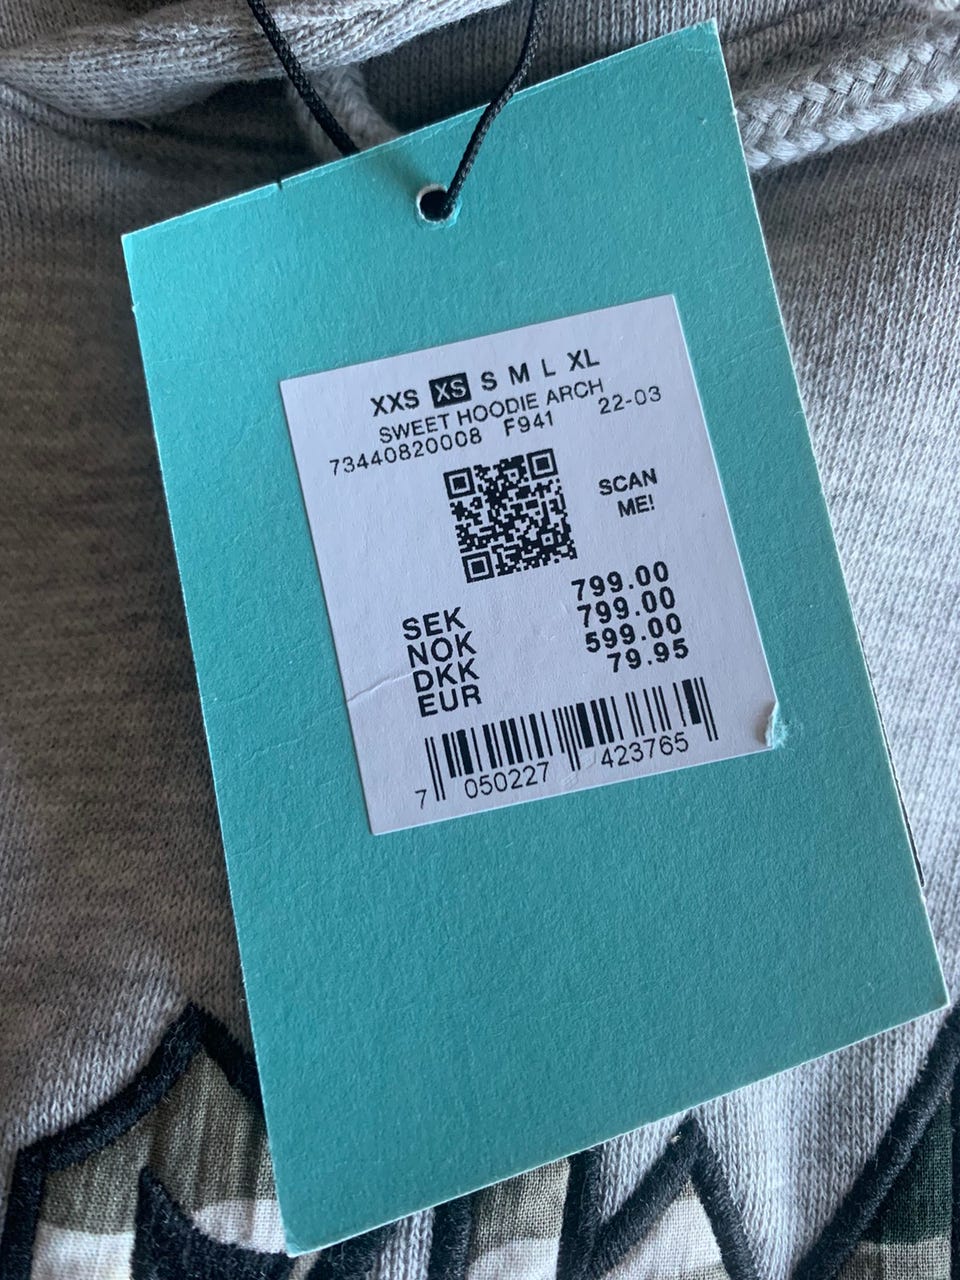 XXS XS S M L XL
SWEET HOODIE ARCH
73440820008 F941 22-03
SCAN
ME!
SEK 799.00
NOK 799.00
DKK 599.00
EUR 79.95
7 050227 423765